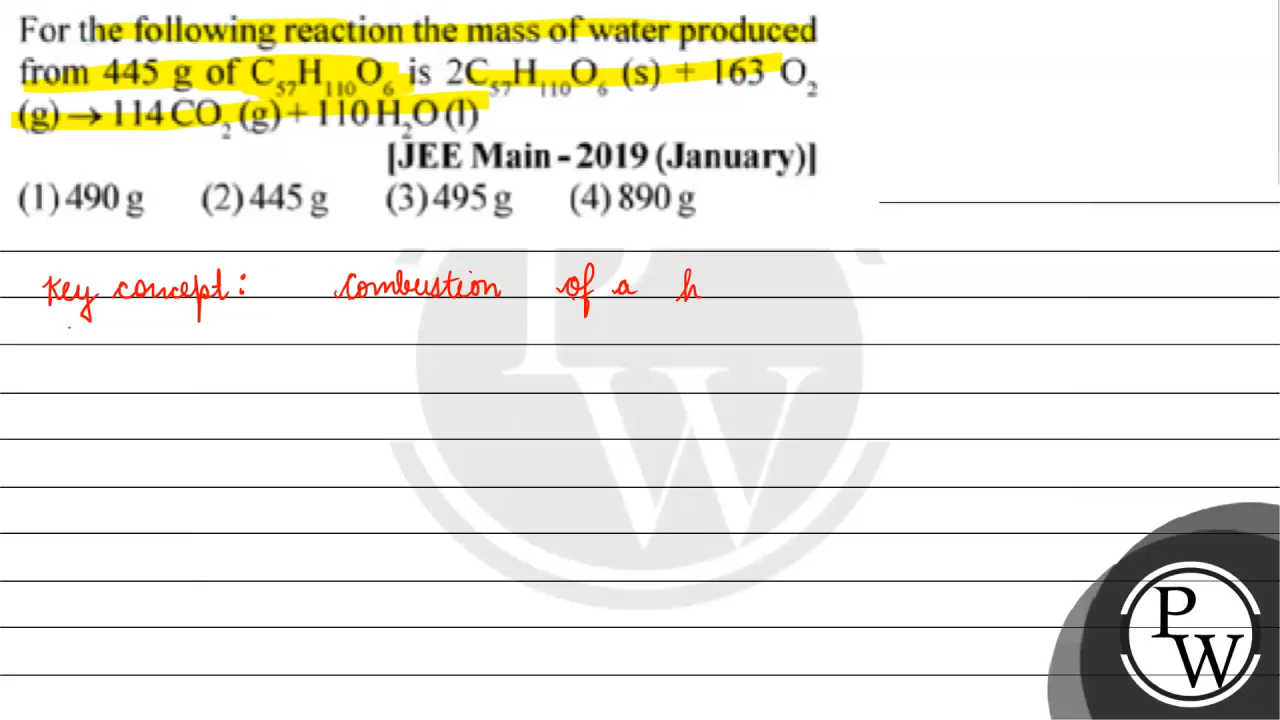 For the following reaction the mass of water produced
from 445 g of C₅₇H₁₁₀O₆ is 2C₅₇H₁₁₀O₆ (s) + 163 O₂
(g) → 114 CO₂ (g) + 110 H₂O (l)
[JEE Main - 2019 (January)]
(1) 490 g (2) 445 g (3) 495 g (4) 890 g
Key concept: combustion of a h
P
W
P
W